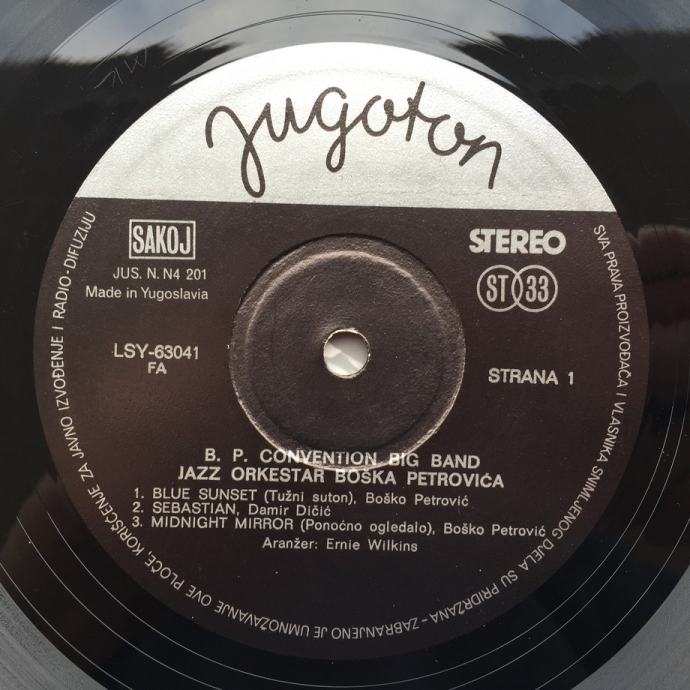 jugoton
SAKOJ
JUS. N. N4 201
Made in Yugoslavia
STEREO
ST 33
LSY-63041
FA
STRANA 1
B. P. CONVENTION BIG BAND
JAZZ ORKESTAR BOŠKA PETROVIĆA
1. BLUE SUNSET (Tužni suton), Boško Petrović
2. SEBASTIAN, Damir Dičić
3. MIDNIGHT MIRROR (Ponoćno ogledalo), Boško Petrović
Aranžer: Ernie Wilkins
SVA PRAVA PROIZVOĐAČA I VLASNIKA SNIMLJENOG DJELA SU PRIDRŽANA - ZABRANJENO JE UMNOŽAVANJE OVE PLOČE, KORIŠĆENJE ZA JAVNO IZVOĐENJE I RADIO-DIFUZIJU